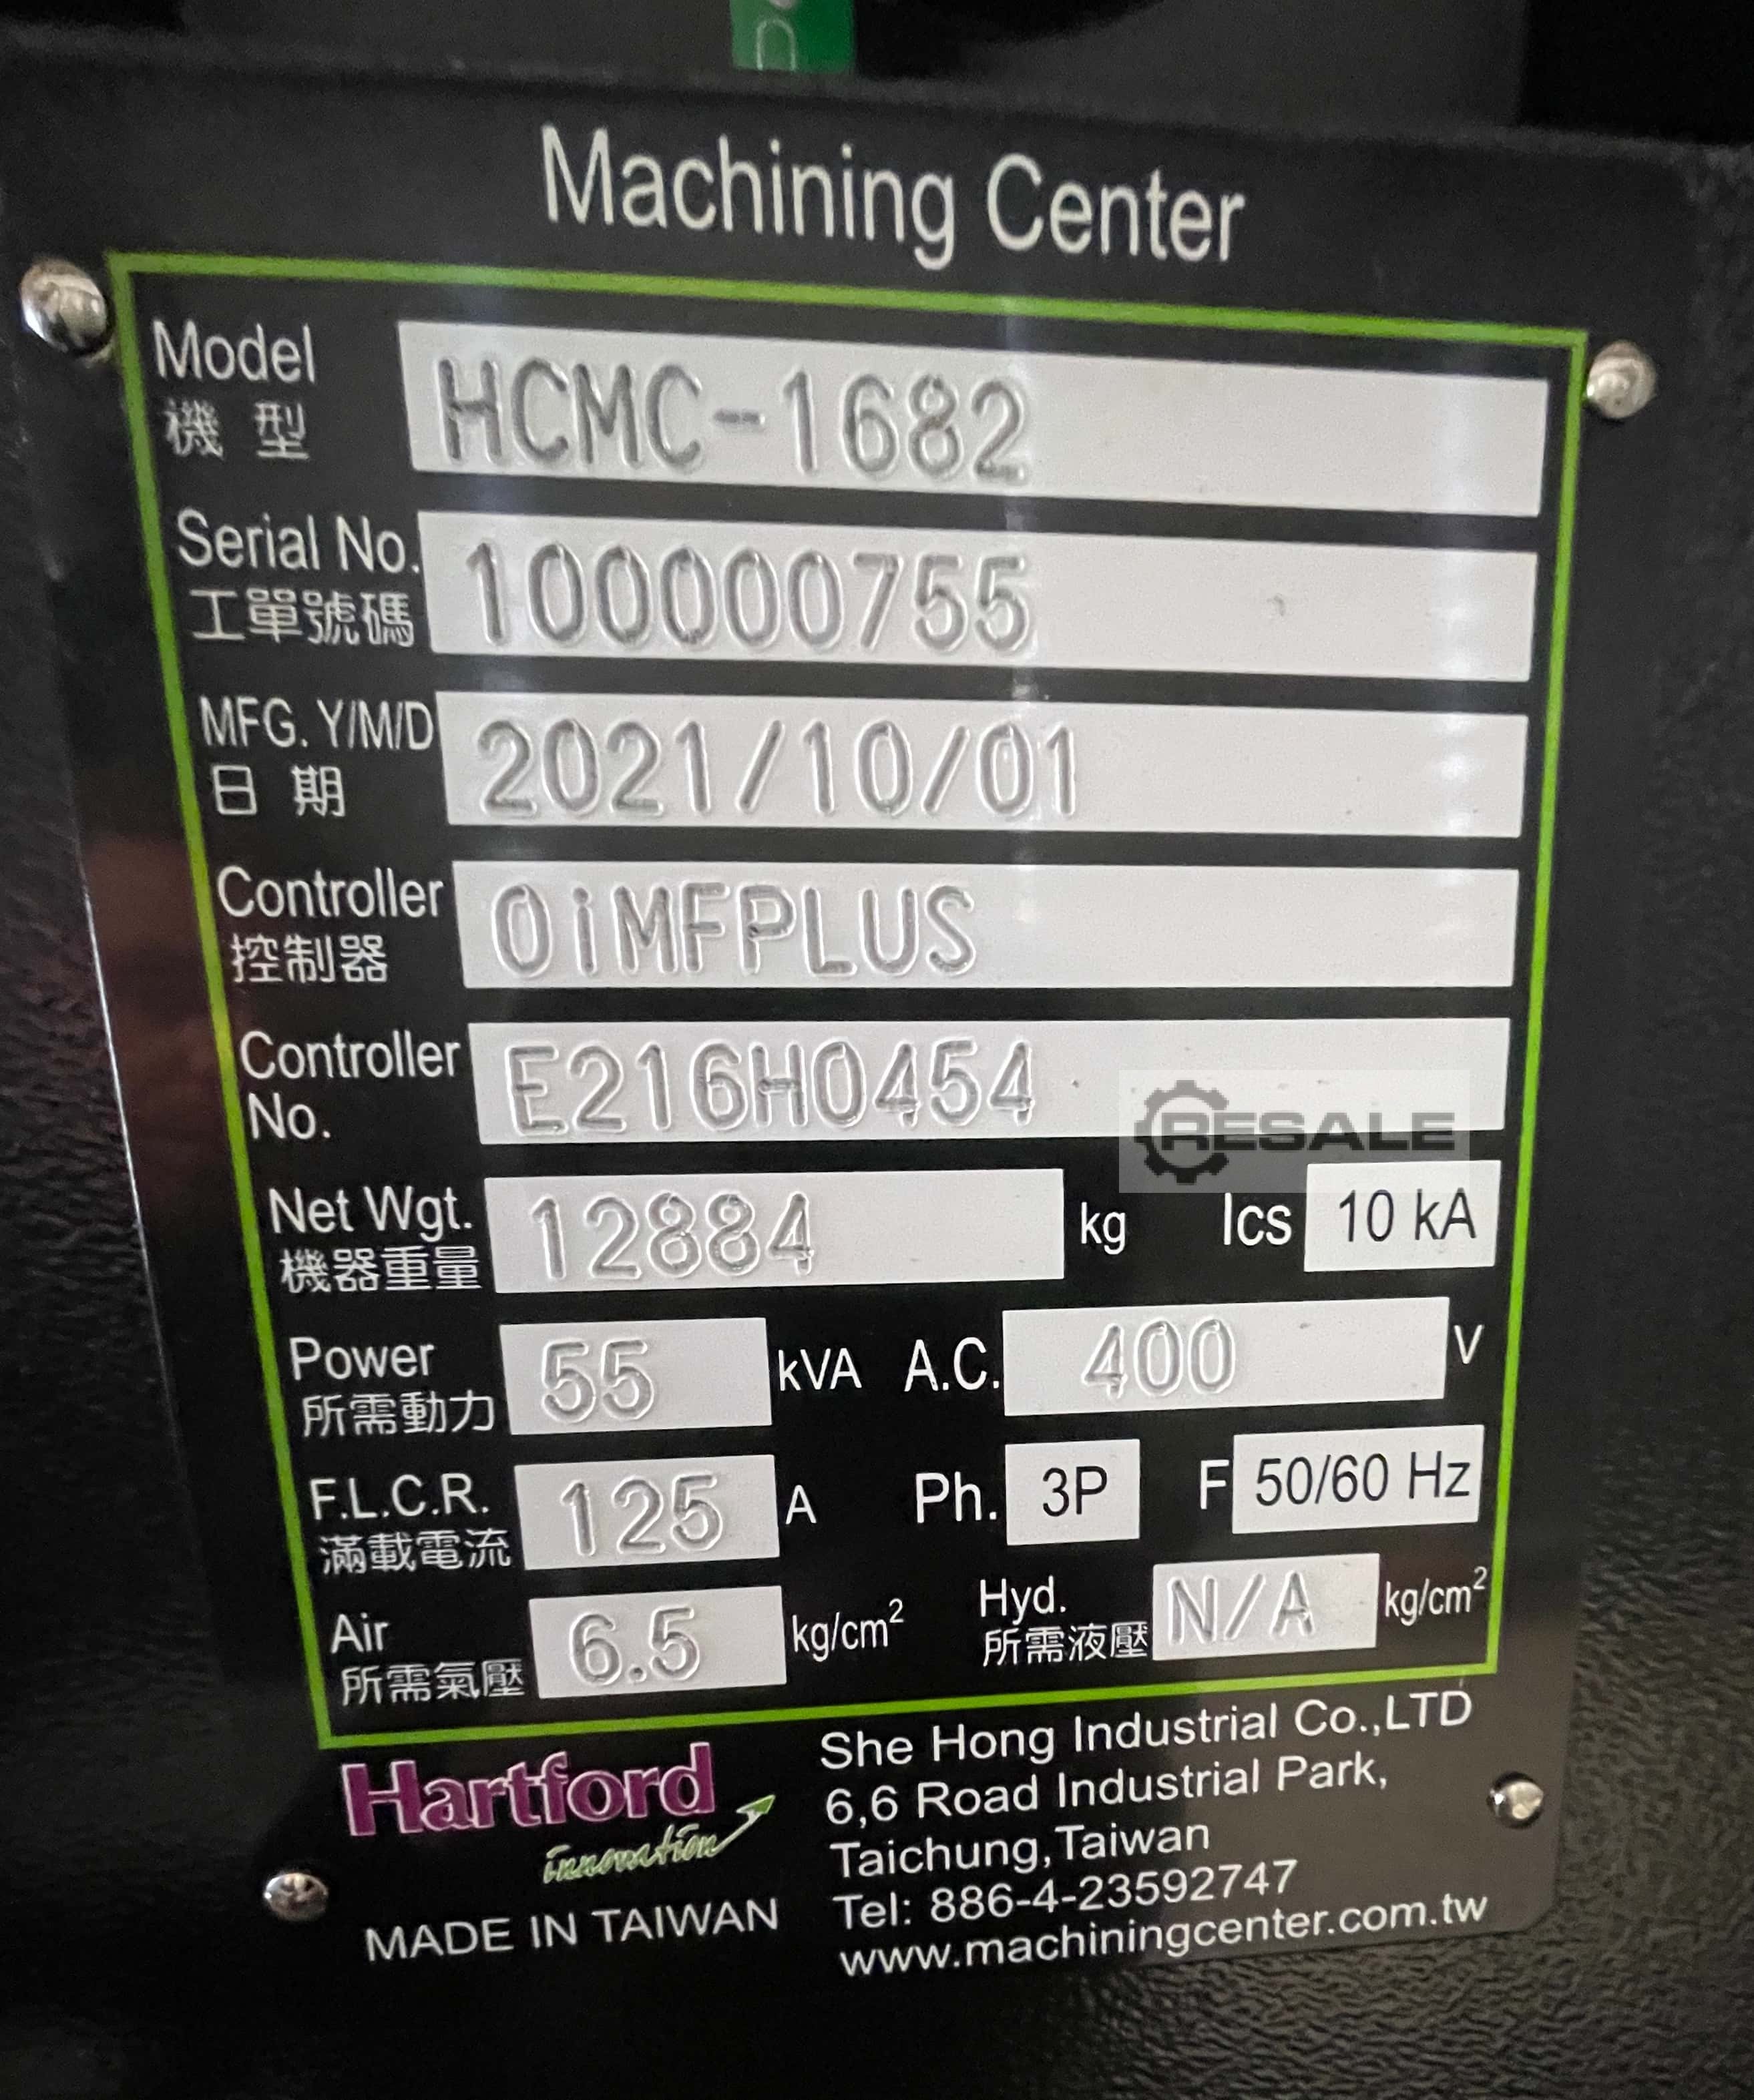 Machining Center
Model HCMC-1682
機型
Serial No. 100000755
工單號碼
MFG. Y/M/D 2021/10/01
日期
Controller 0iMFPLUS
控制器
Controller No. E216H0454
RESALE
Net Wgt. 12884 kg Ics 10 kA
機器重量
Power 55 kVA A.C. 400 V
所需動力
F.L.C.R. 125 A Ph. 3P F 50/60 Hz
滿載電流
Air 6.5 kg/cm² Hyd. N/A kg/cm²
所需氣壓 所需液壓
Hartford
innovation
MADE IN TAIWAN
She Hong Industrial Co.,LTD
6,6 Road Industrial Park,
Taichung,Taiwan
Tel: 886-4-23592747
www.machiningcenter.com.tw